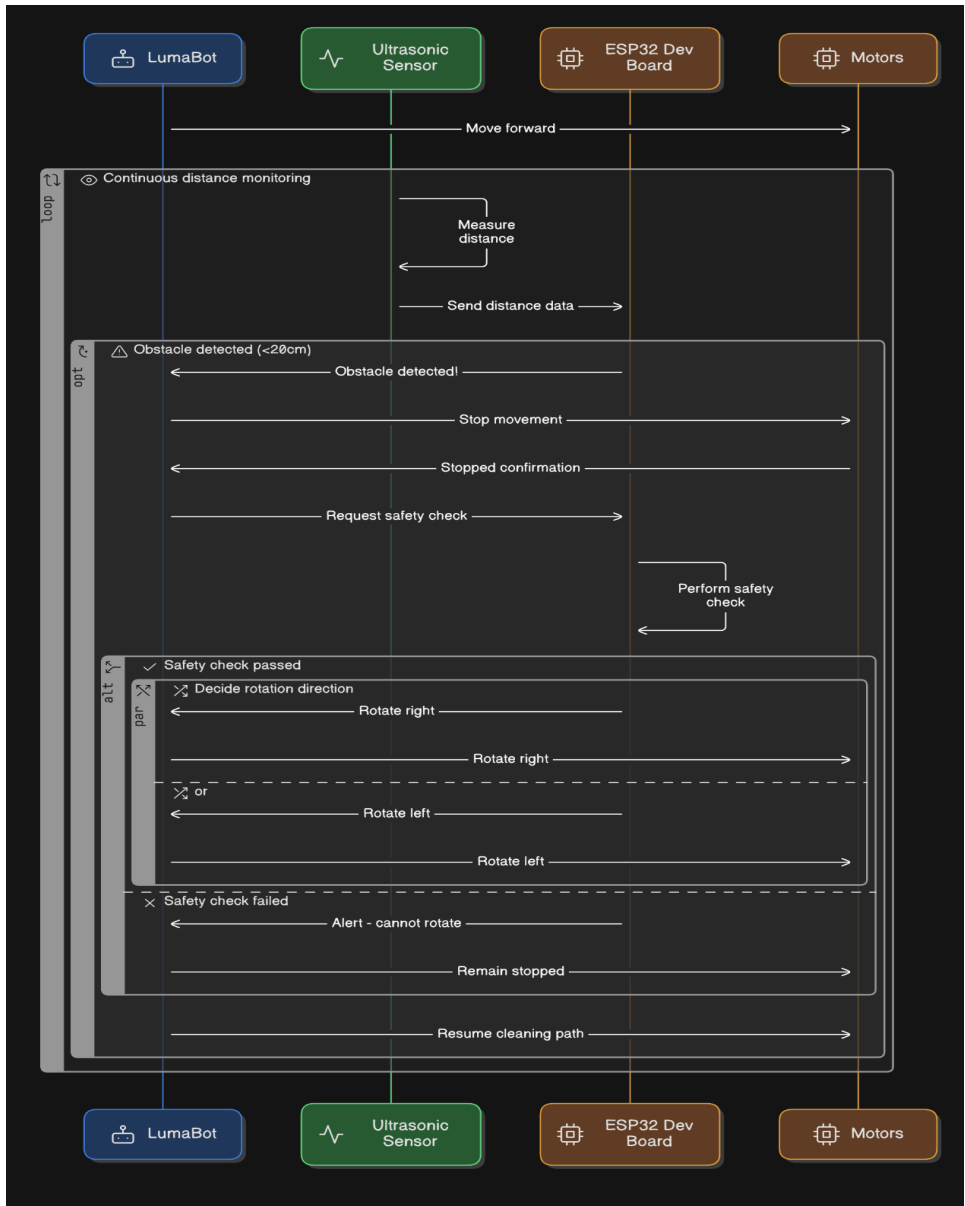 LumaBot
Ultrasonic
Sensor
ESP32 Dev
Board
Motors
Move forward
loop
Continuous distance monitoring
Measure
distance
Send distance data
opt
Obstacle detected (<20cm)
Obstacle detected!
Stop movement
Stopped confirmation
Request safety check
Perform safety
check
alt
Safety check passed
par
Decide rotation direction
Rotate right
Rotate right
or
Rotate left
Rotate left
Safety check failed
Alert - cannot rotate
Remain stopped
Resume cleaning path
LumaBot
Ultrasonic
Sensor
ESP32 Dev
Board
Motors